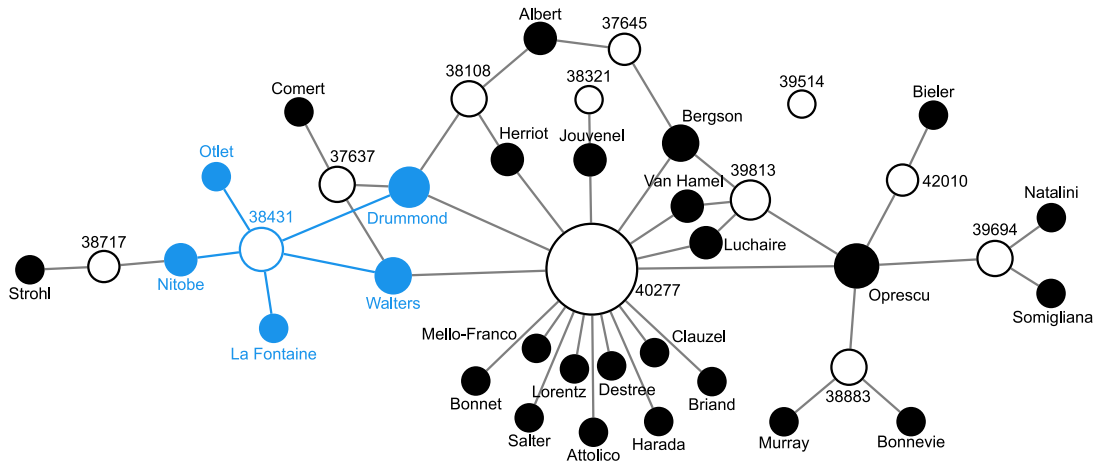 Albert
37645
38108
38321
39514
Comert
Bieler
Herriot
Jouvenel
Bergson
Otlet
37637
Van Hamel
39813
42010
Natalini
38431
Drummond
Luchaire
39694
38717
Strohl
Nitobe
Walters
40277
Oprescu
Somigliana
La Fontaine
Mello-Franco
Clauzel
Bonnet
Lorentz
Destree
Briand
38883
Salter
Attolico
Harada
Murray
Bonnevie